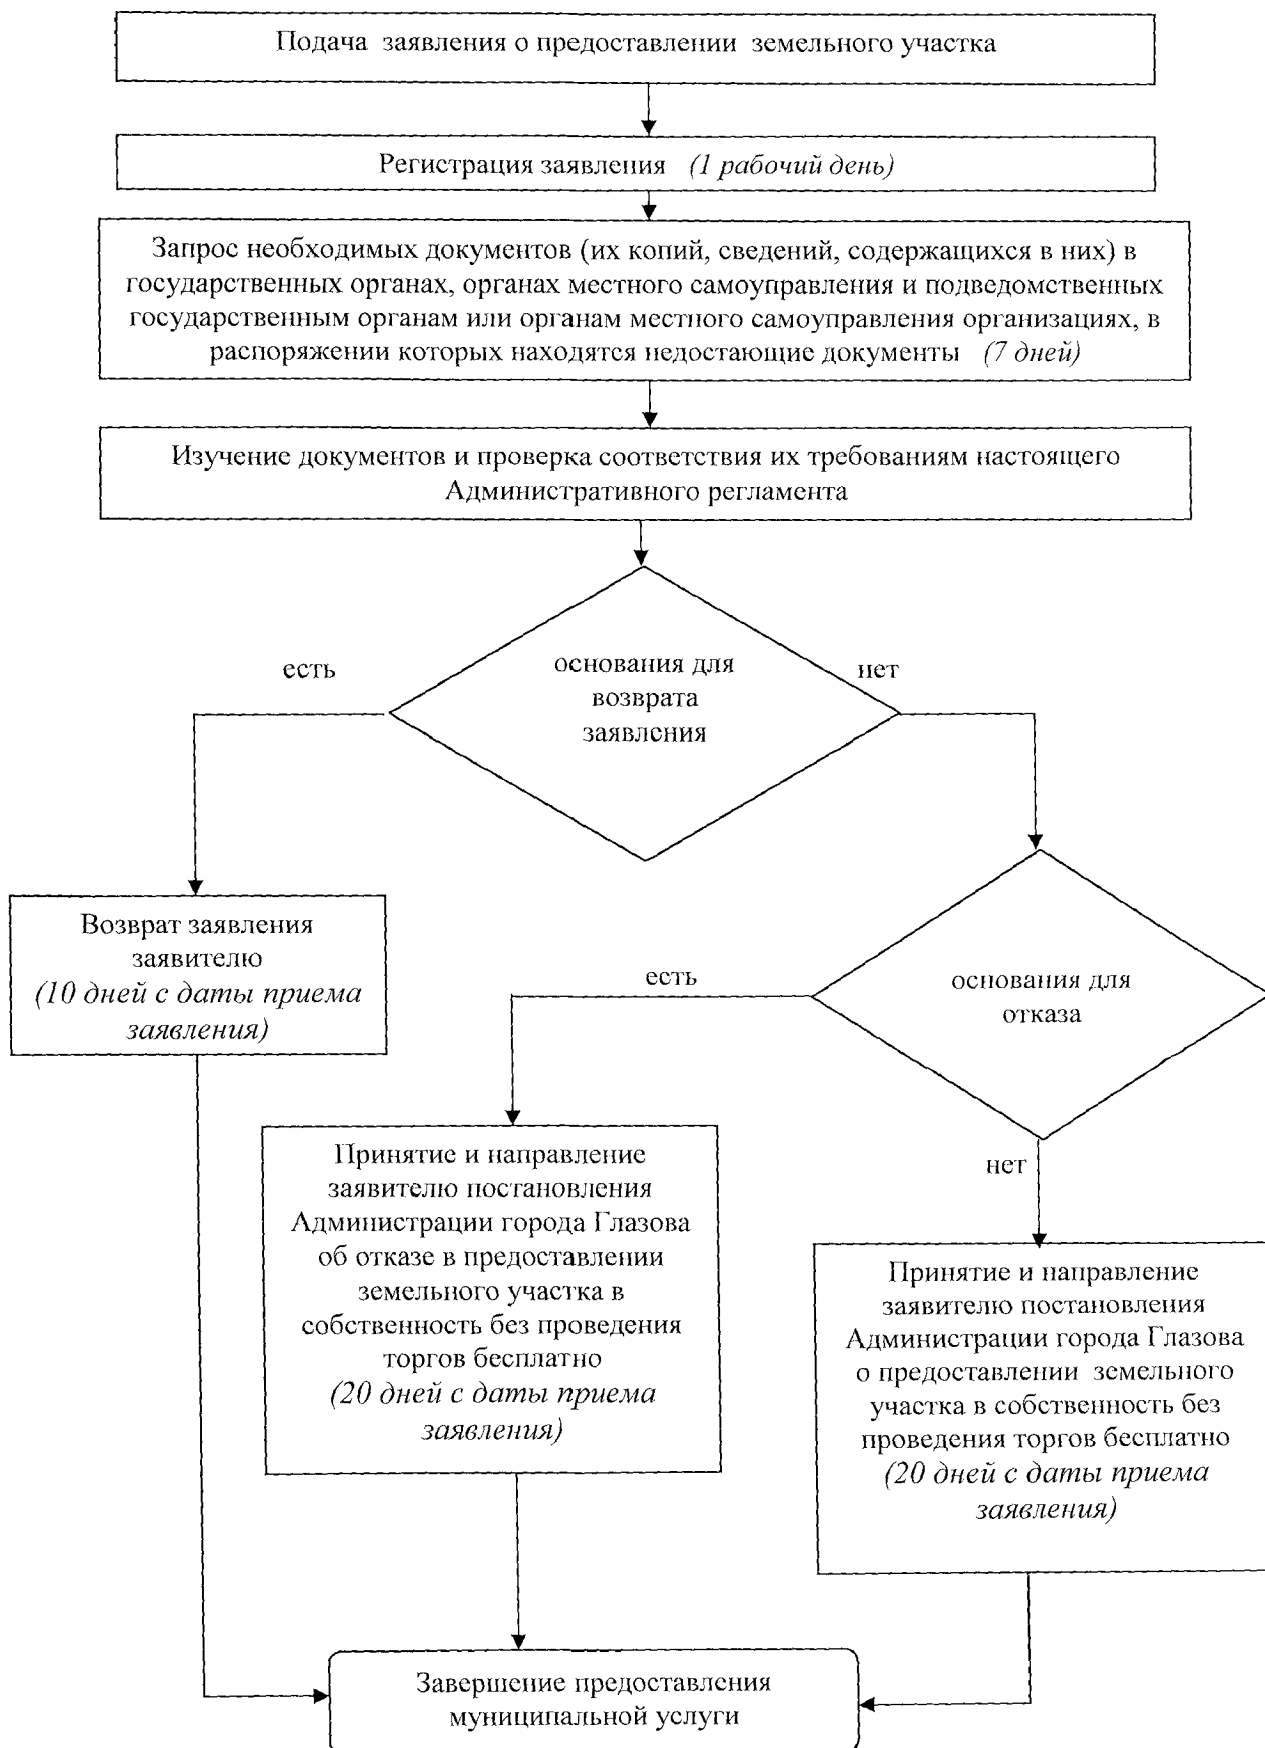 Подача заявления о предоставлении земельного участка
Регистрация заявления (1 рабочий день)
Запрос необходимых документов (их копий, сведений, содержащихся в них) в
государственных органах, органах местного самоуправления и подведомственных
государственным органам или органам местного самоуправления организациях, в
распоряжении которых находятся недостающие документы (7 дней)
Изучение документов и проверка соответствия их требованиям настоящего
Административного регламента
есть
основания для
возврата
заявления
нет
Возврат заявления
заявителю
(10 дней с даты приема
заявления)
есть
основания для
отказа
нет
Принятие и направление
заявителю постановления
Администрации города Глазова
об отказе в предоставлении
земельного участка в
собственность без проведения
торгов бесплатно
(20 дней с даты приема
заявления)
Принятие и направление
заявителю постановления
Администрации города Глазова
о предоставлении земельного
участка в собственность без
проведения торгов бесплатно
(20 дней с даты приема
заявления)
Завершение предоставления
муниципальной услуги